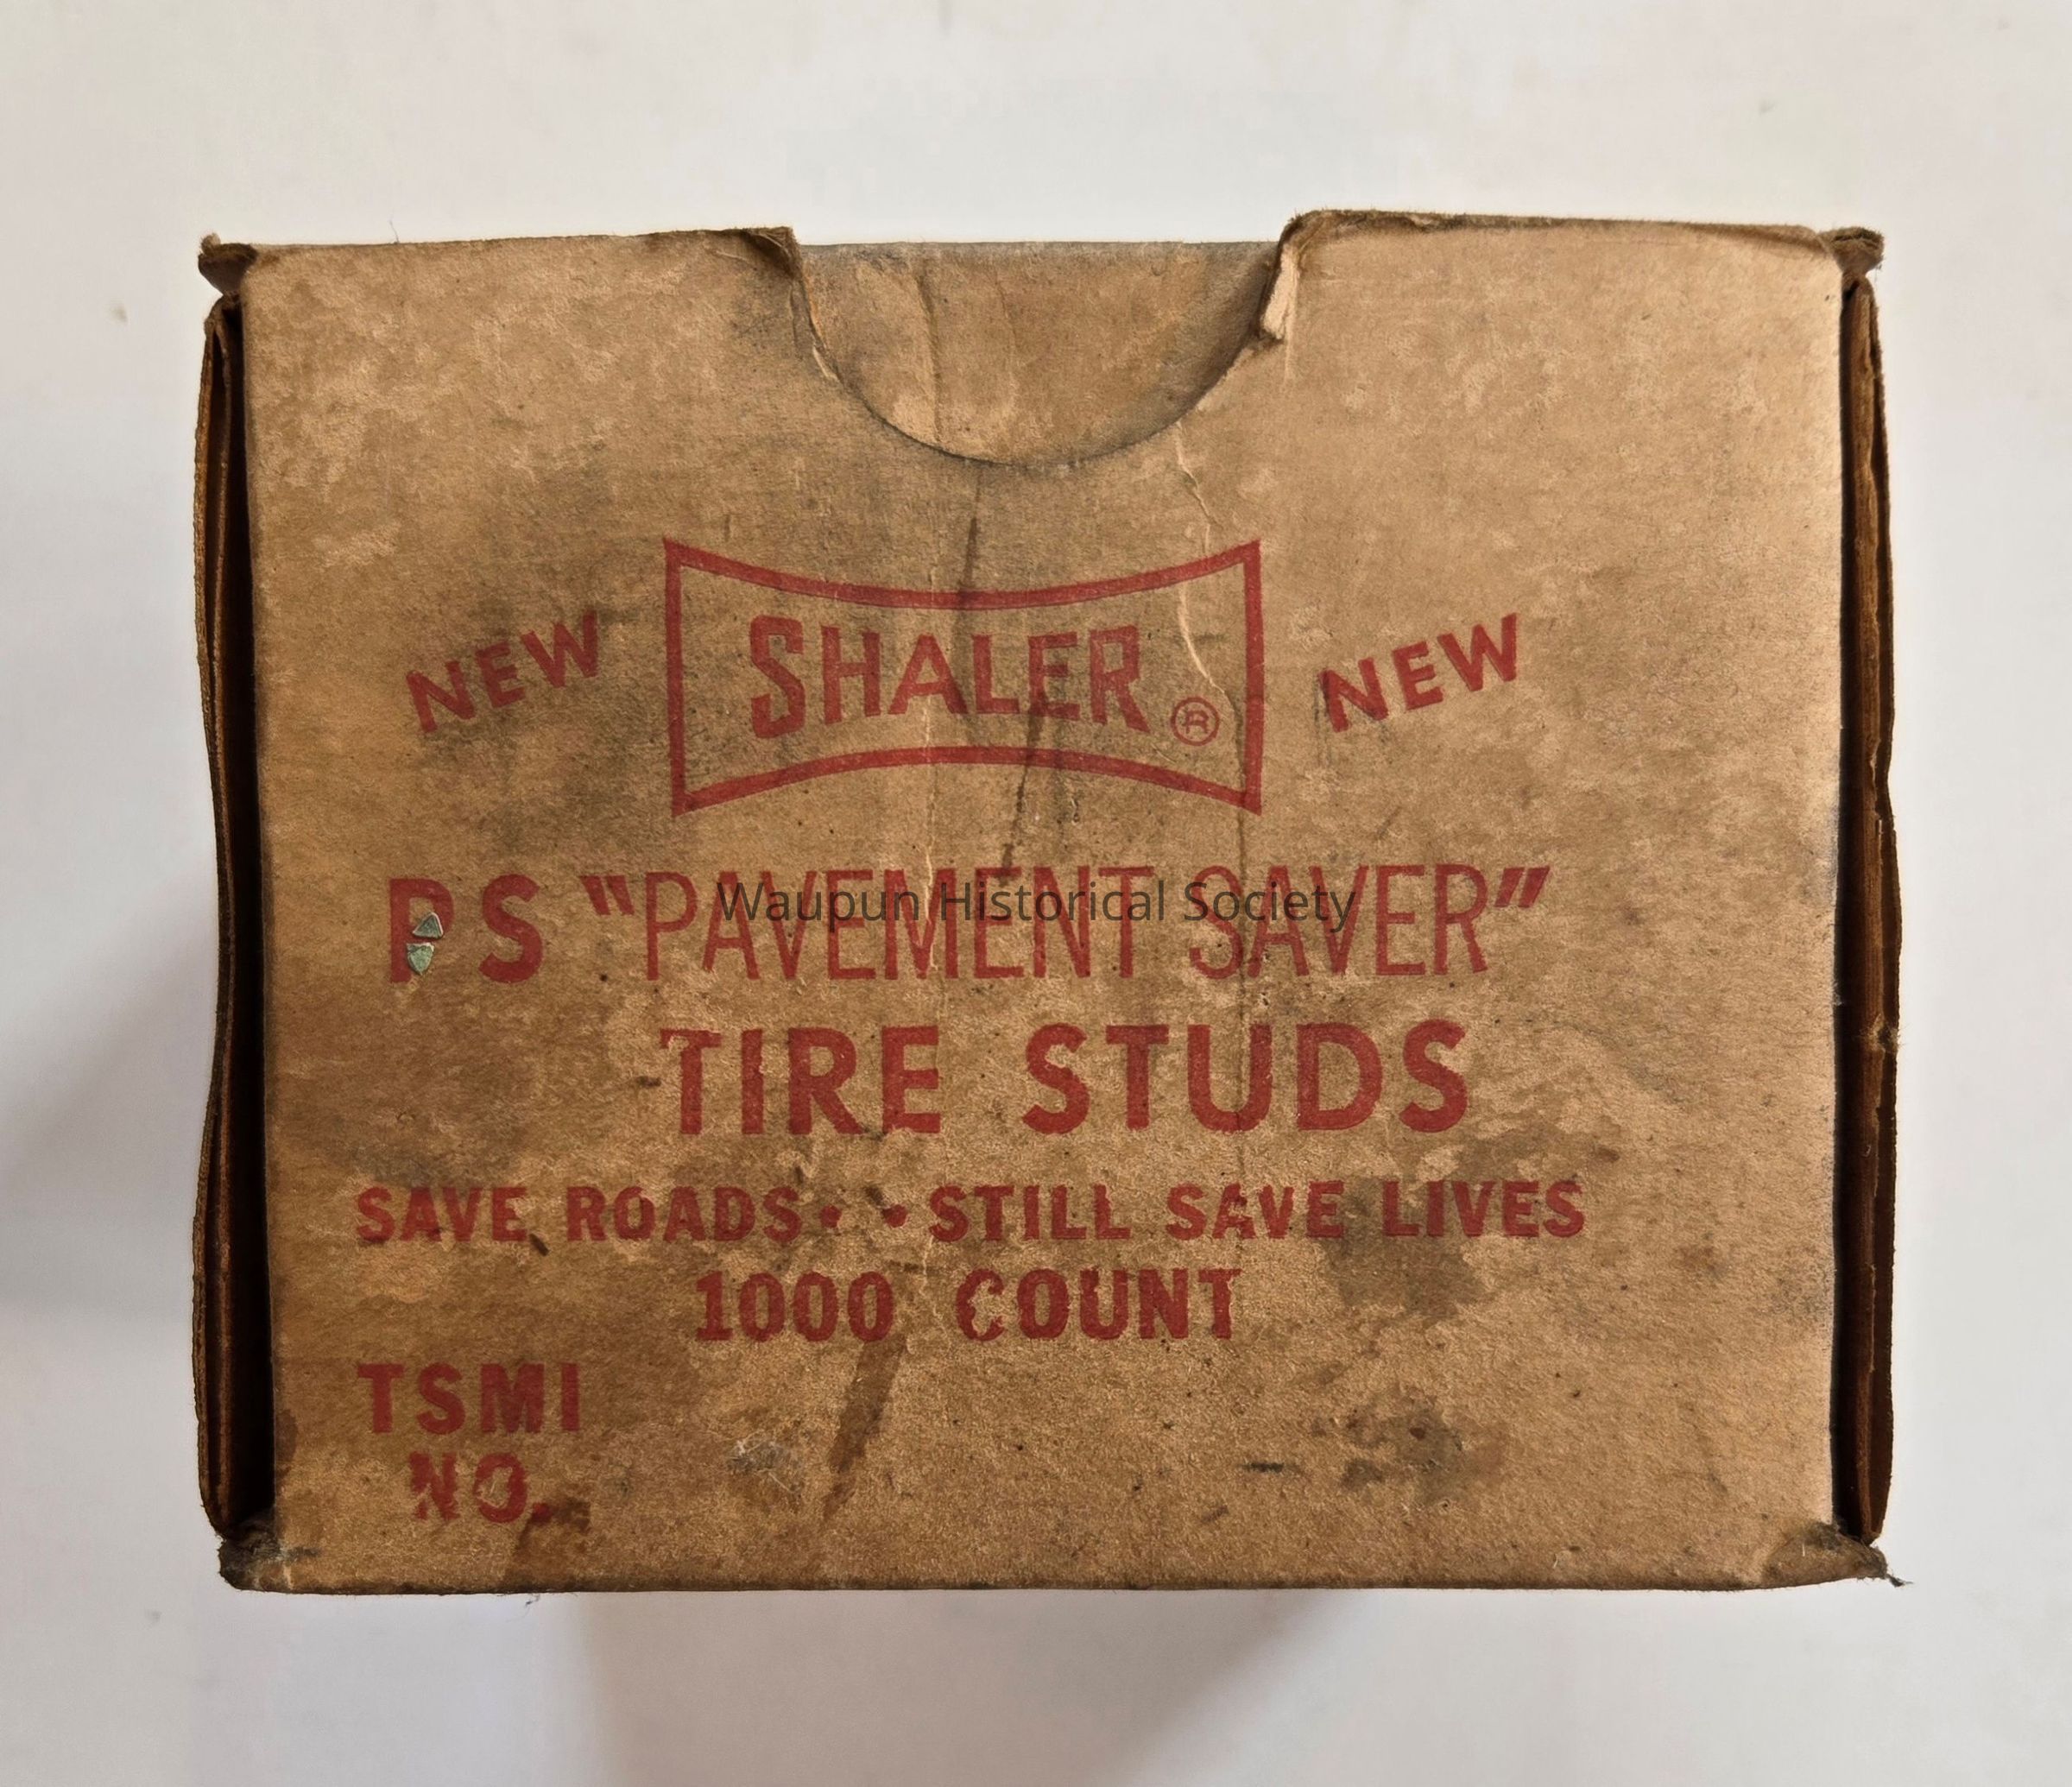 NEW SHALER ® NEW
PS "PAVEMENT SAVER"
Waupun Historical Society
TIRE STUDS
SAVE ROADS • • STILL SAVE LIVES
1000 COUNT
TSMI
NO.